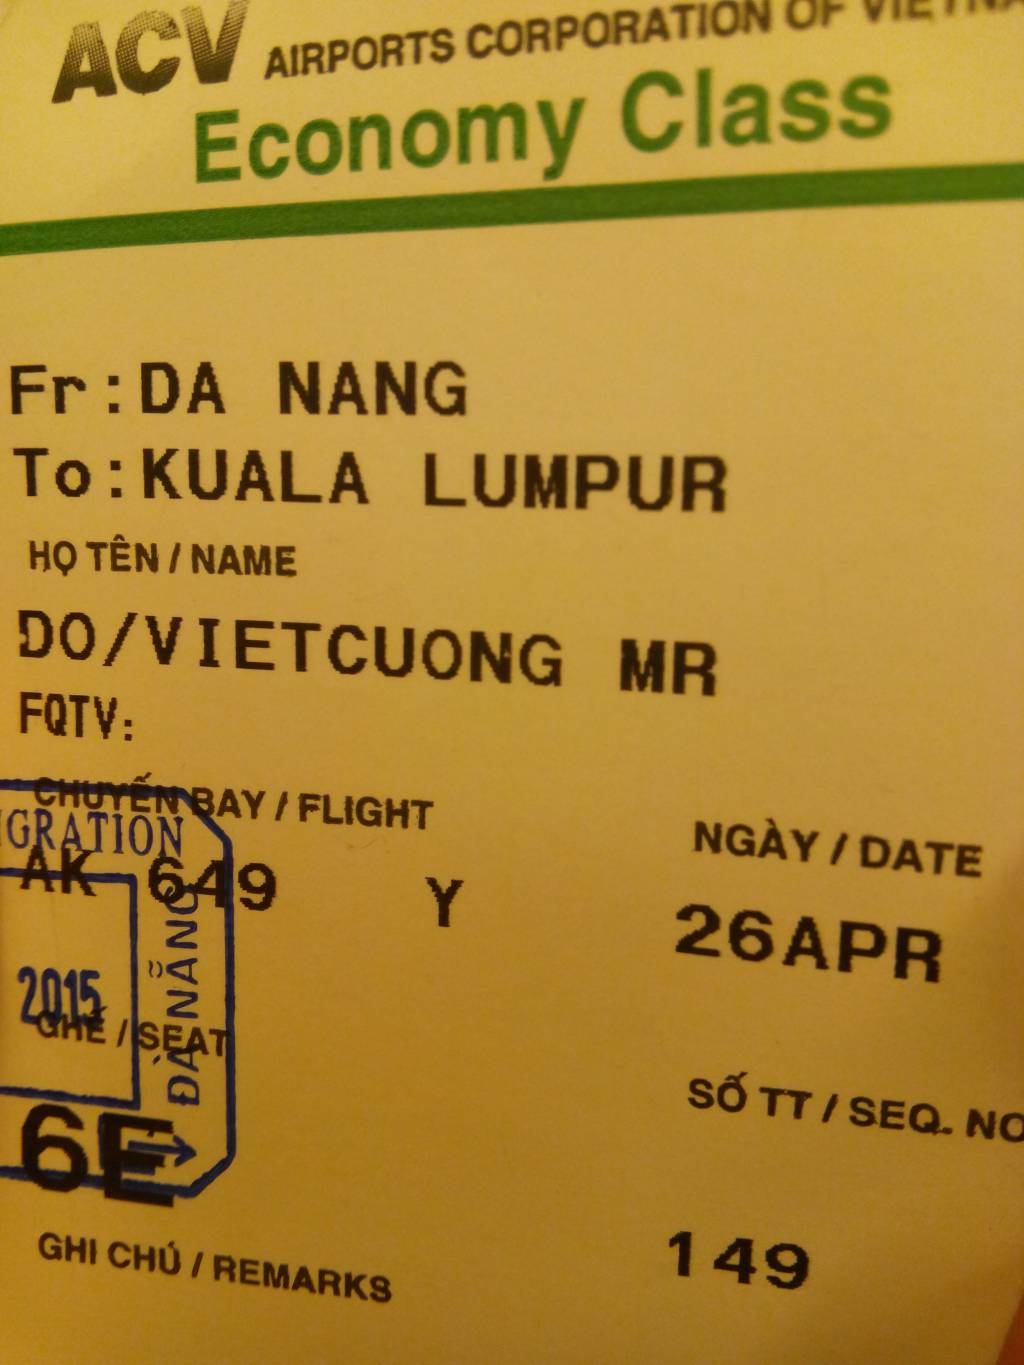 ACV AIRPORTS CORPORATION OF
Economy Class
Fr:DA NANG
To:KUALA LUMPUR
HỌ TÊN / NAME
DO/VIETCUONG MR
FQTV:
CHUYẾN BAY / FLIGHT
NGÀY / DATE
AK 649 Y
26APR
2015
ĐÀ NẴNG
GHẾ / SEAT
SỐ TT / SEQ. NO
6E
149
GHI CHÚ / REMARKS